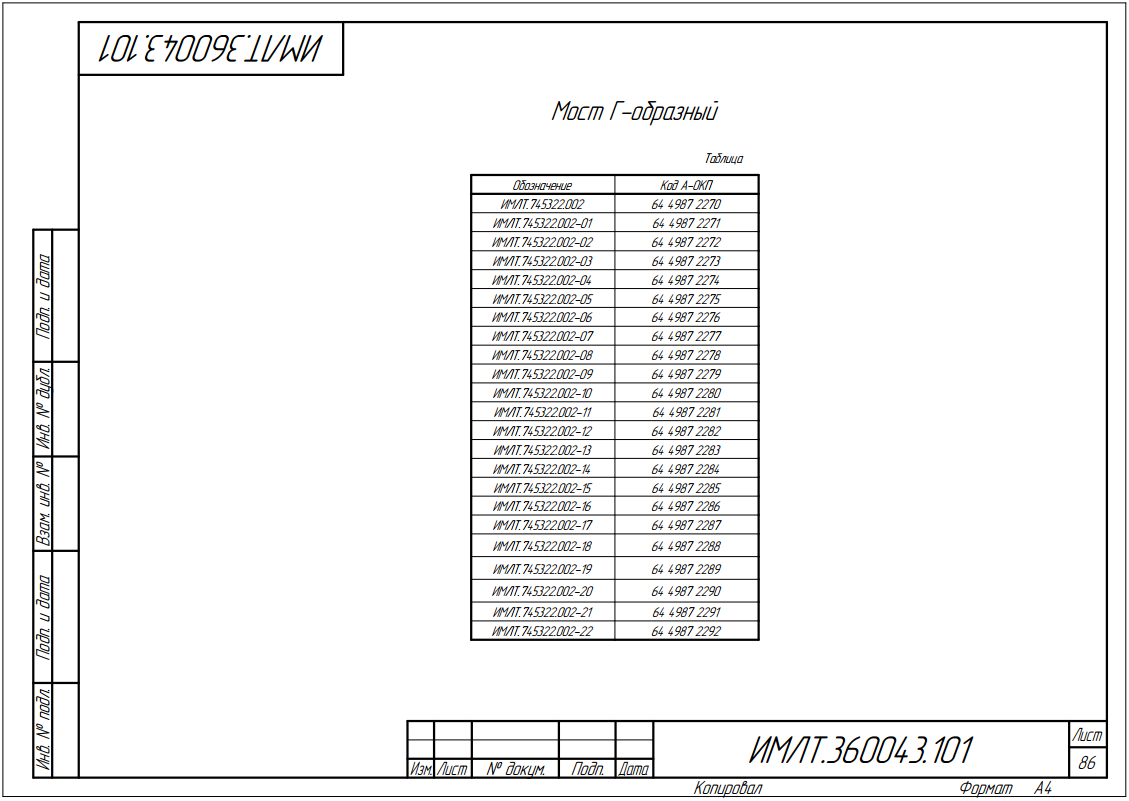 ИМЛТ.360043.101
Мост Г-образный
Таблица
Обозначение Код А-ОКП
ИМЛТ.745322.002 64 4987 2270
ИМЛТ.745322.002-01 64 4987 2271
ИМЛТ.745322.002-02 64 4987 2272
ИМЛТ.745322.002-03 64 4987 2273
ИМЛТ.745322.002-04 64 4987 2274
ИМЛТ.745322.002-05 64 4987 2275
ИМЛТ.745322.002-06 64 4987 2276
ИМЛТ.745322.002-07 64 4987 2277
ИМЛТ.745322.002-08 64 4987 2278
ИМЛТ.745322.002-09 64 4987 2279
ИМЛТ.745322.002-10 64 4987 2280
ИМЛТ.745322.002-11 64 4987 2281
ИМЛТ.745322.002-12 64 4987 2282
ИМЛТ.745322.002-13 64 4987 2283
ИМЛТ.745322.002-14 64 4987 2284
ИМЛТ.745322.002-15 64 4987 2285
ИМЛТ.745322.002-16 64 4987 2286
ИМЛТ.745322.002-17 64 4987 2287
ИМЛТ.745322.002-18 64 4987 2288
ИМЛТ.745322.002-19 64 4987 2289
ИМЛТ.745322.002-20 64 4987 2290
ИМЛТ.745322.002-21 64 4987 2291
ИМЛТ.745322.002-22 64 4987 2292
Подп. и дата
Инв. № дубл.
Взам. инв. №
Подп. и дата
Инв. № подл.
Изм. Лист № докум. Подп. Дата
ИМЛТ.360043.101
Лист
86
Копировал Формат А4